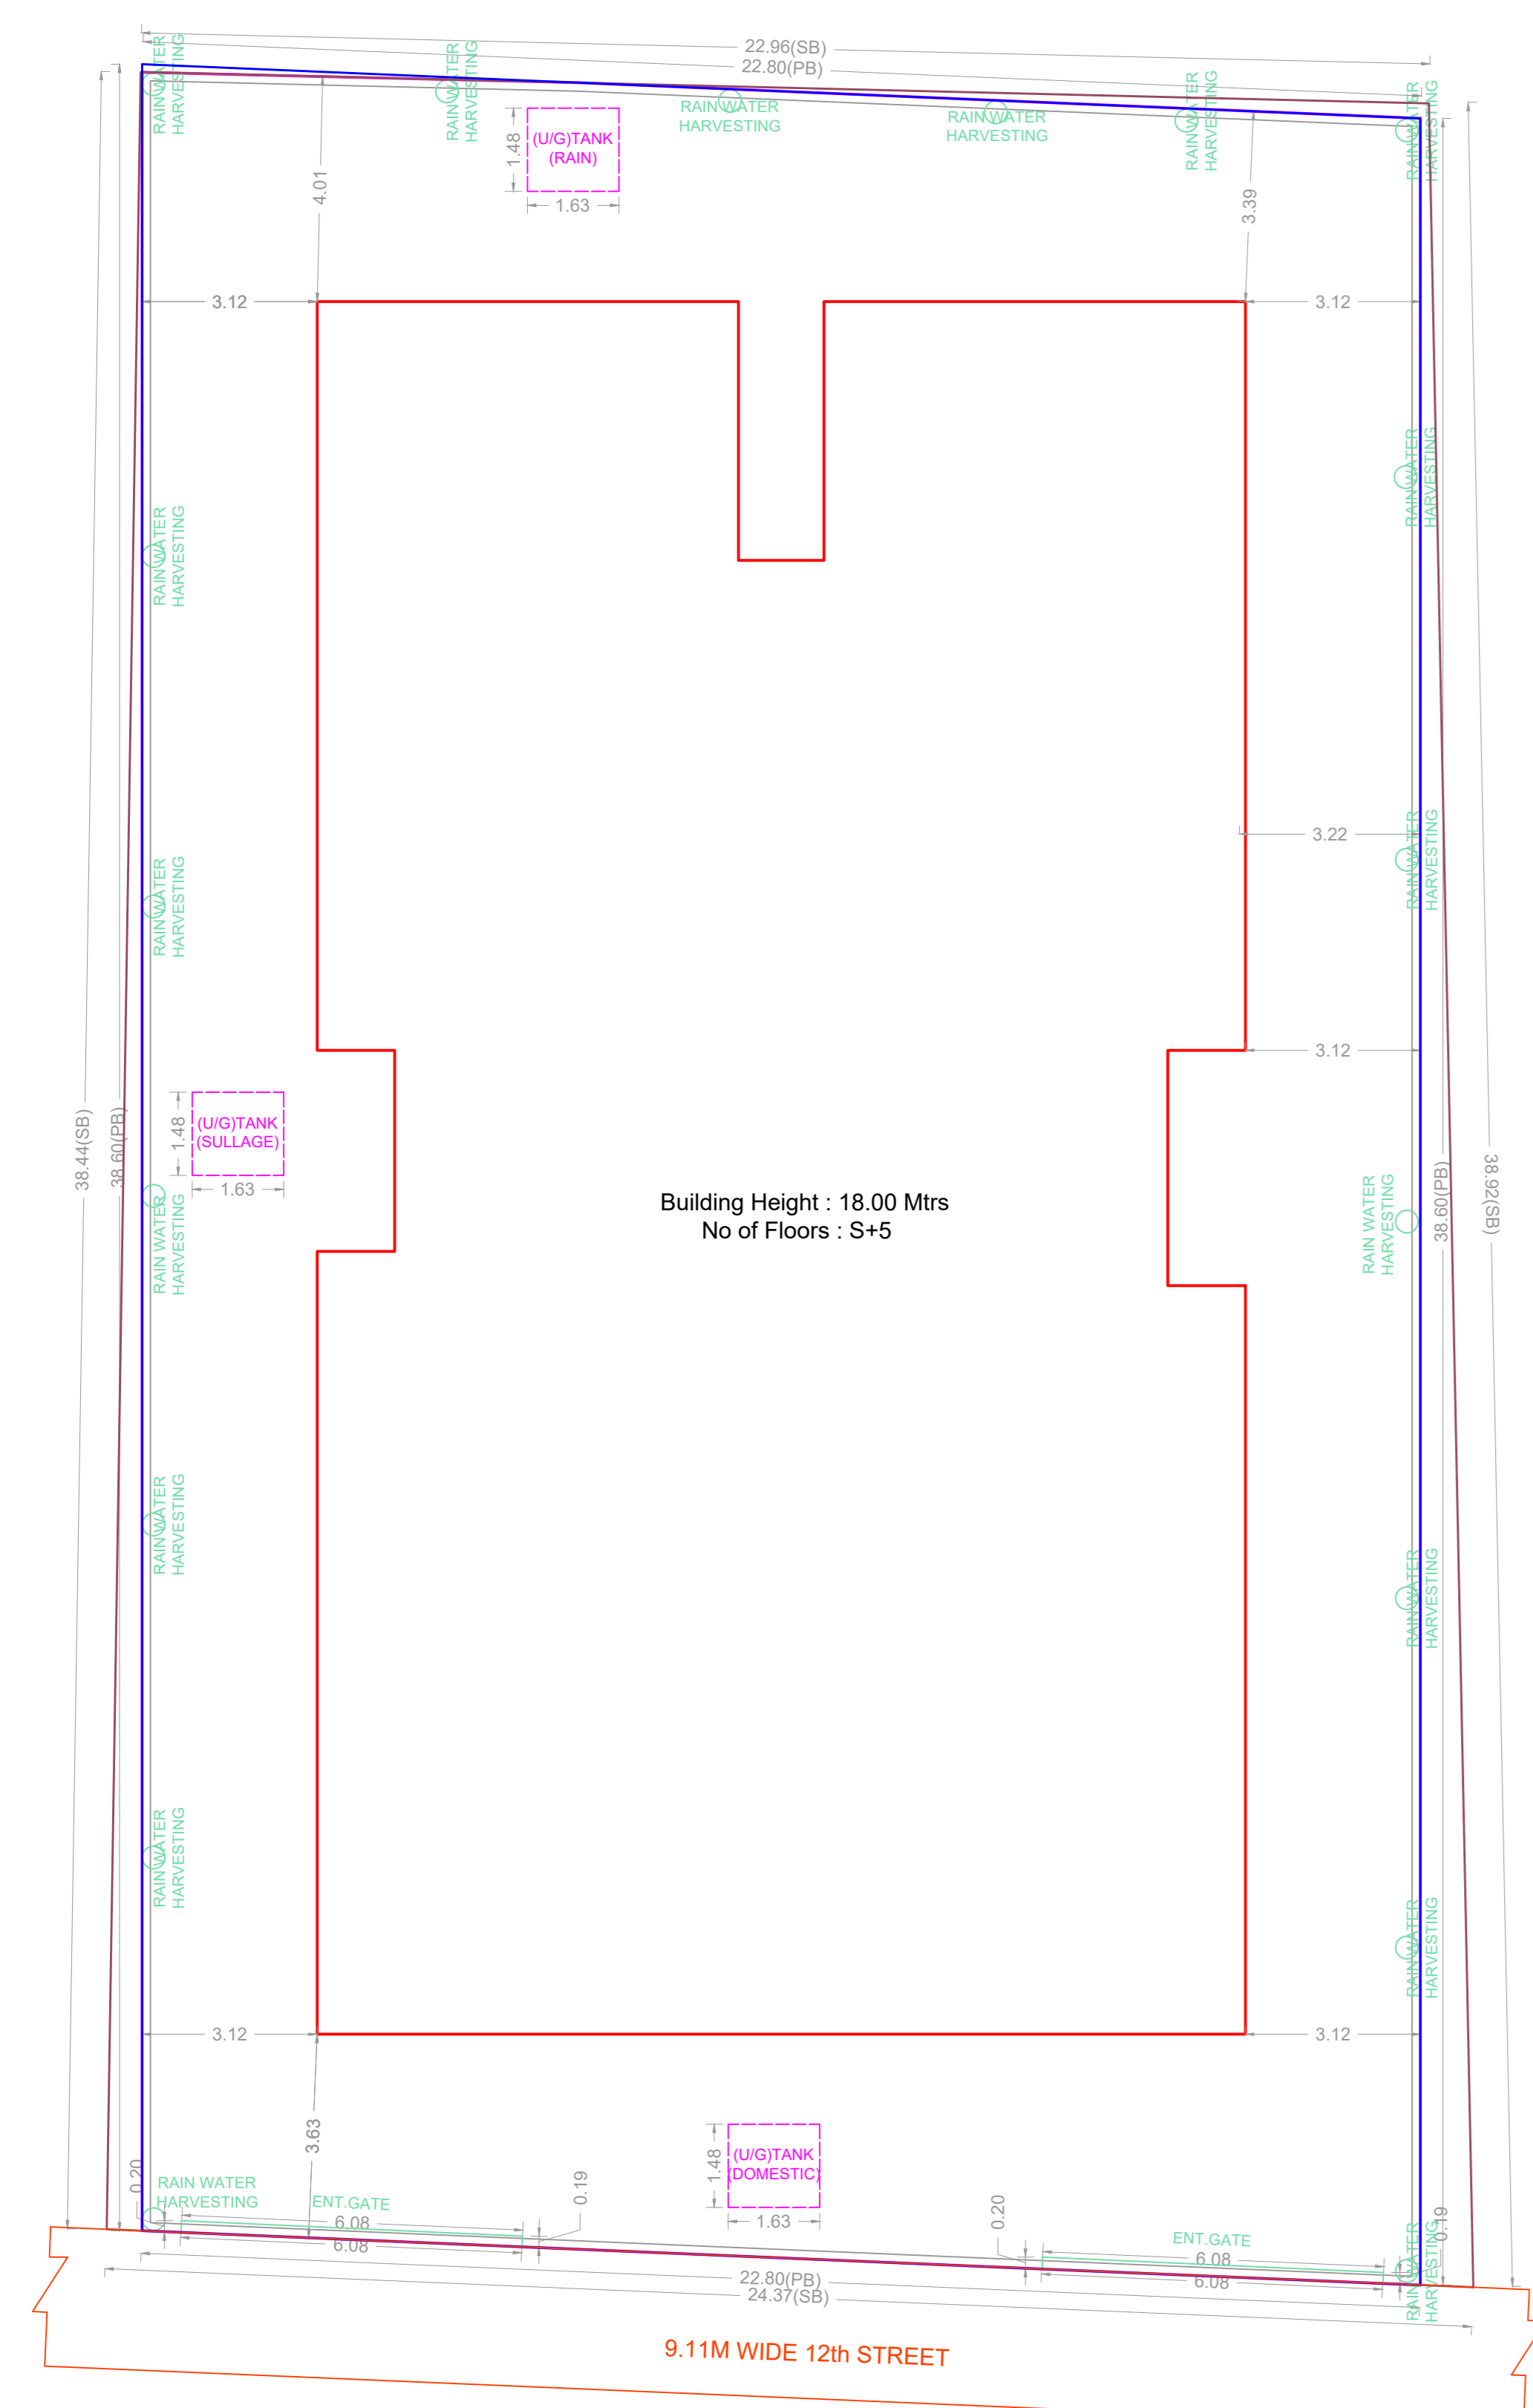 22.96(SB)
22.80(PB)
RAIN WATER
HARVESTING
RAIN WATER
HARVESTING
RAIN WATER
HARVESTING
RAIN WATER
HARVESTING
RAIN WATER
HARVESTING
RAIN WATER
HARVESTING
(U/G)TANK
(RAIN)
1.48
1.63
4.01
3.39
3.12
3.12
RAIN WATER
HARVESTING
RAIN WATER
HARVESTING
3.22
RAIN WATER
HARVESTING
RAIN WATER
HARVESTING
3.12
38.44(SB)
38.60(PB)
1.48
(U/G)TANK
(SULLAGE)
1.63
Building Height : 18.00 Mtrs
No of Floors : S+5
RAIN WATER
HARVESTING
RAIN WATER
HARVESTING
38.60(PB)
38.92(SB)
RAIN WATER
HARVESTING
RAIN WATER
HARVESTING
RAIN WATER
HARVESTING
RAIN WATER
HARVESTING
3.12
3.12
3.63
1.48
(U/G)TANK
(DOMESTIC)
1.63
0.20
RAIN WATER
HARVESTING
ENT.GATE
6.08
6.08
0.19
0.20
ENT.GATE
6.08
6.08
0.19
RAIN WATER
HARVESTING
22.80(PB)
24.37(SB)
9.11M WIDE 12th STREET